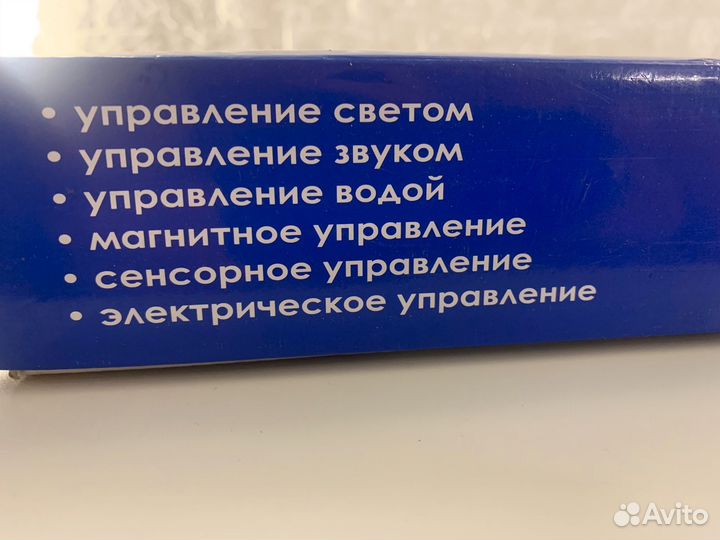 • управление светом
• управление звуком
• управление водой
• магнитное управление
• сенсорное управление
• электрическое управление
Avito